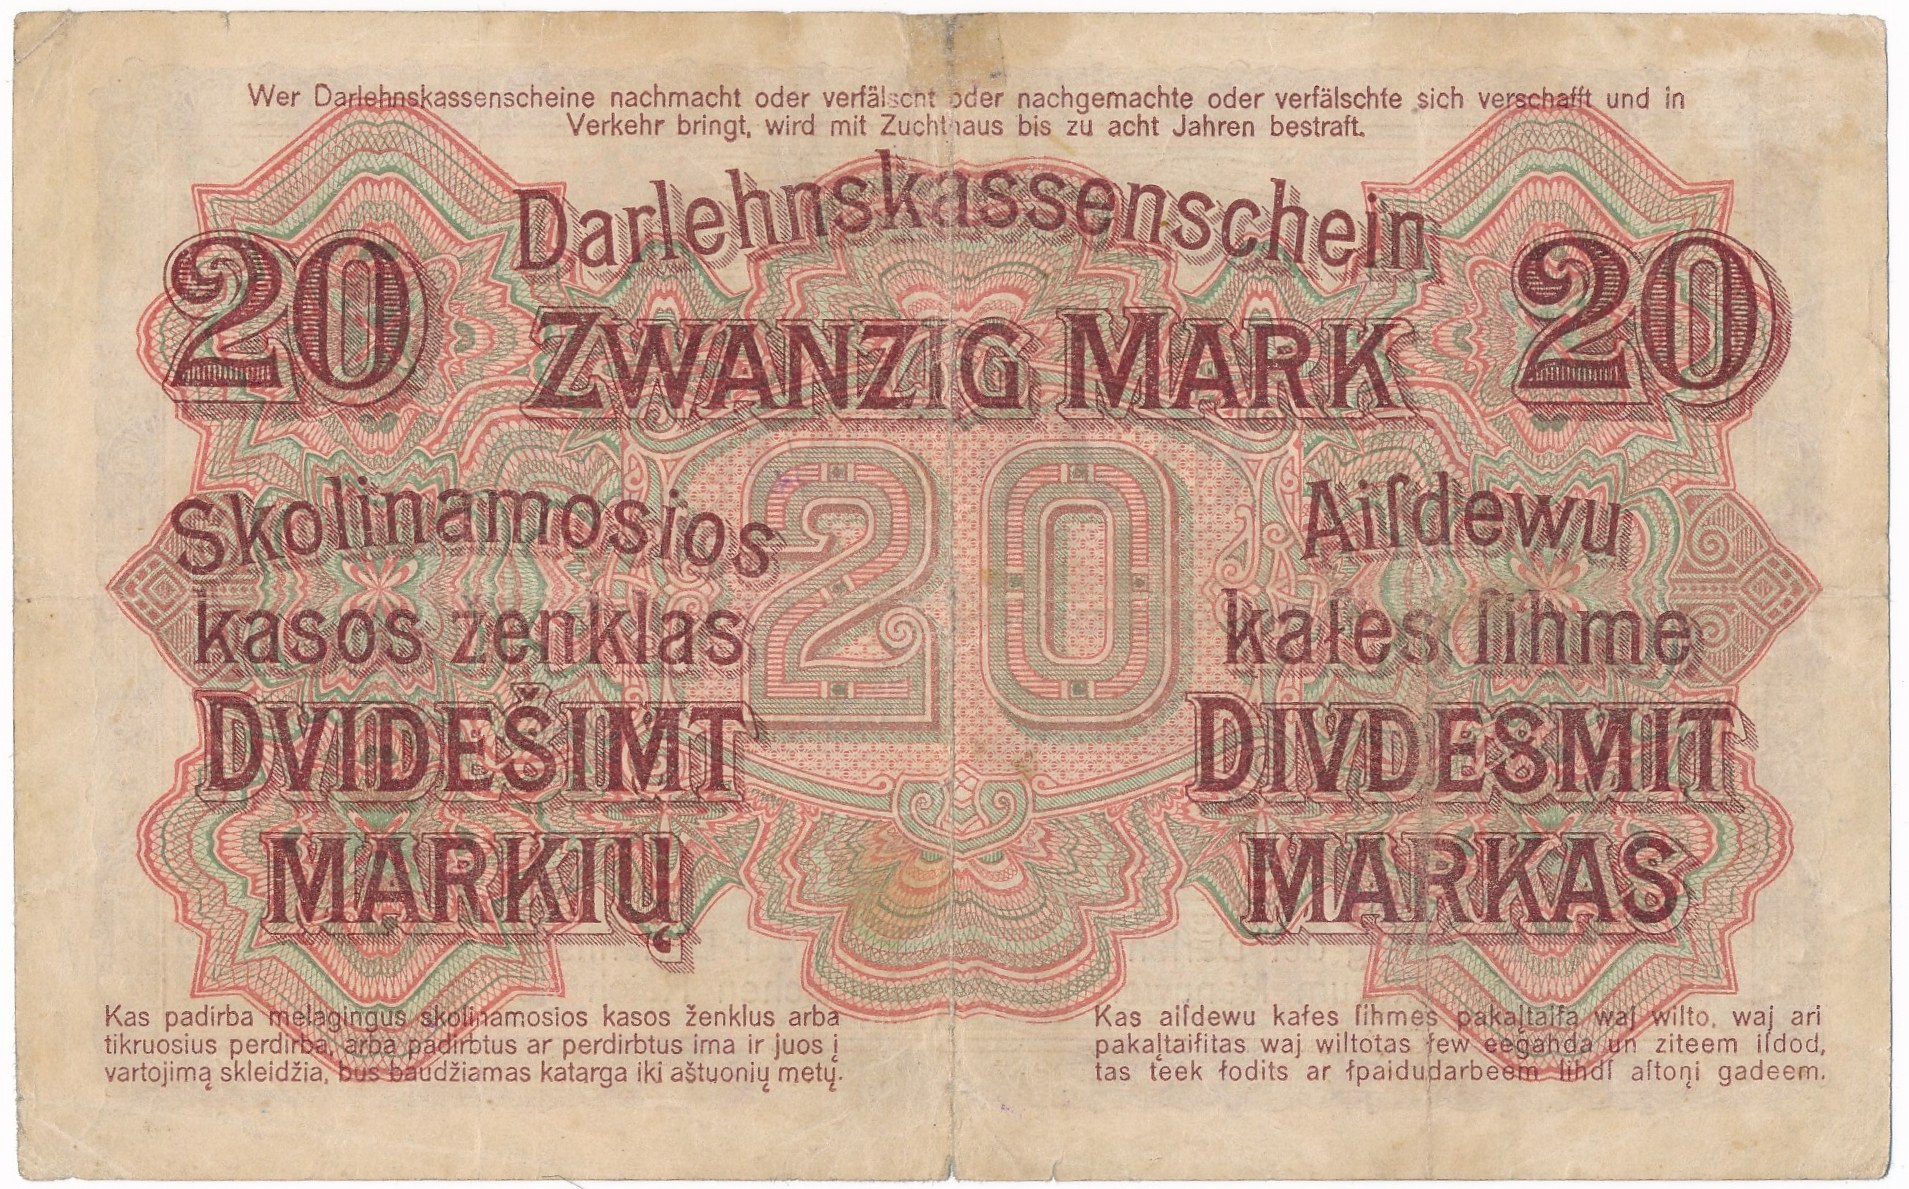 Wer Darlehnskassenscheine nachmacht oder verfälscht oder nachgemachte oder verfälschte sich verschafft und in
Verkehr bringt, wird mit Zuchthaus bis zu acht Jahren bestraft.
Darlehnskassenschein
20 ZWANZIG MARK 20
20
Skolinamosios
kasos ženklas
DVIDEŠIMT
MARKIŲ
Aiſdewu
kaſes ſihme
DIVDESMIT
MARKAS
Kas padirba melagingus skolinamosios kasos ženklus arba
tikruosius perdirba, arba padirbtus ar perdirbtus ima ir juos į
vartojimą skleidžia, bus baudžiamas katarga iki aštuonių metų.
Kas aiſdewu kaſes ſihmes pakaļtaiſa waj wilto, waj ari
pakaļtaiſitas waj wiltotas ſew eegahda un ziteem iſdod,
tas teek ſodits ar ſpaidudarbeem lihdſ aſtoņi gadeem.